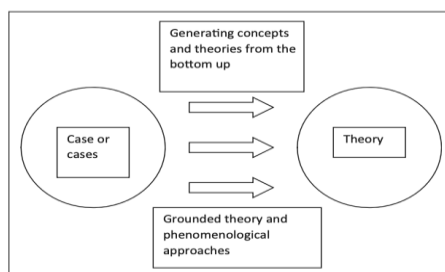 Generating concepts
and theories from the
bottom up
Case or
cases
Theory
Grounded theory and
phenomenological
approaches